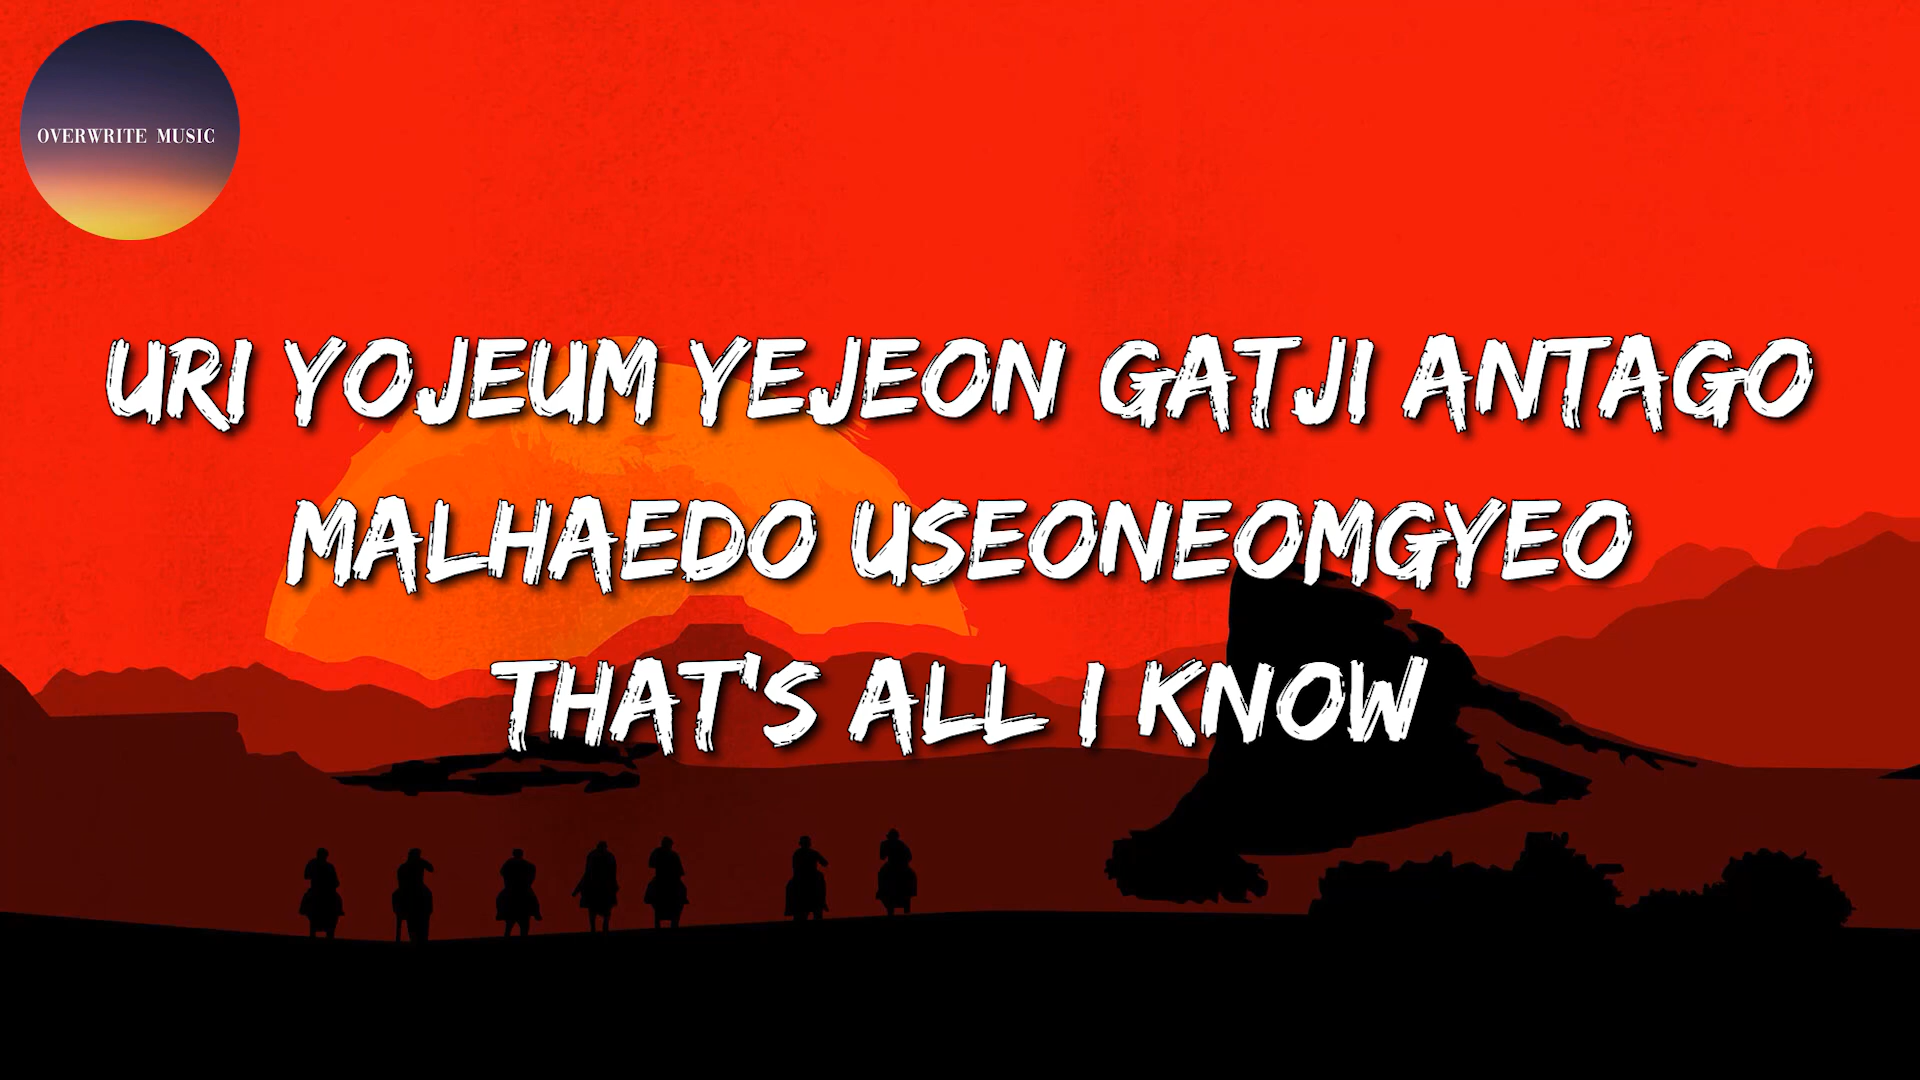 OVERWRITE MUSIC
URI YOJEUM YEJEON GATJI ANTAGO
MALHAEDO USEONEOMGYEO
THAT'S ALL I KNOW